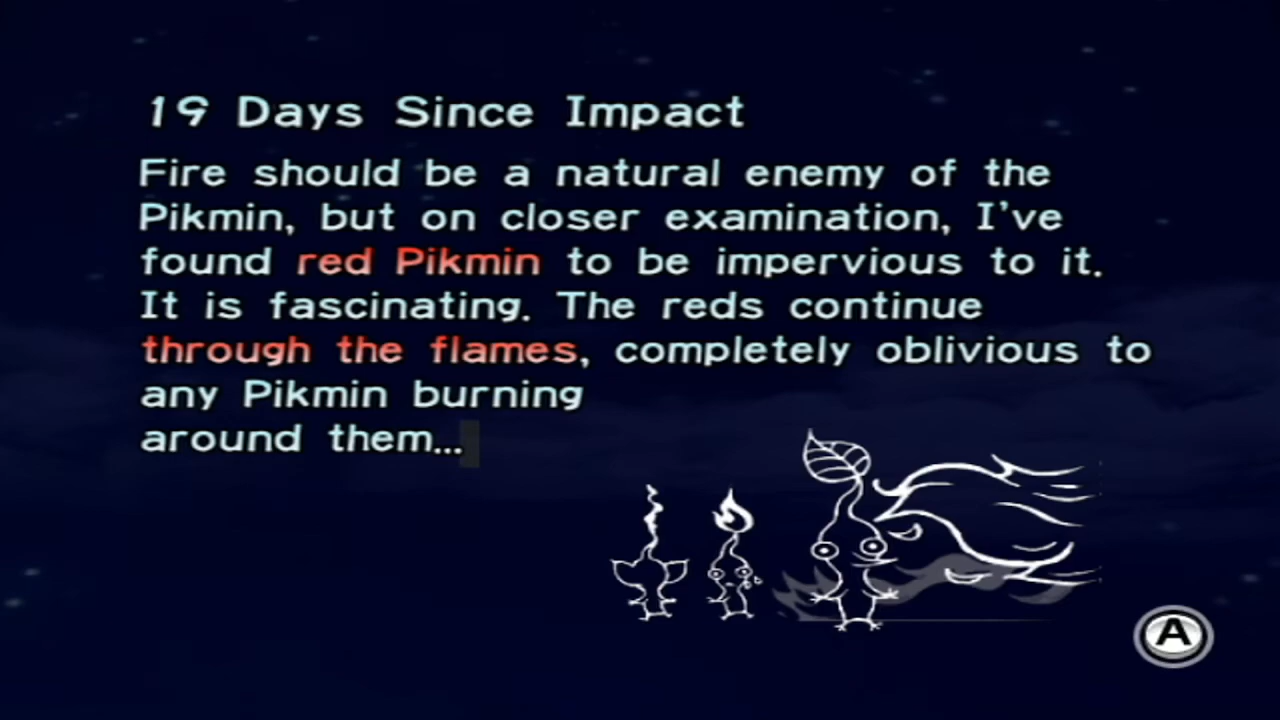 19 Days Since Impact
Fire should be a natural enemy of the
Pikmin, but on closer examination, I've
found red Pikmin to be impervious to it.
It is fascinating. The reds continue
through the flames, completely oblivious to
any Pikmin burning
around them...
A